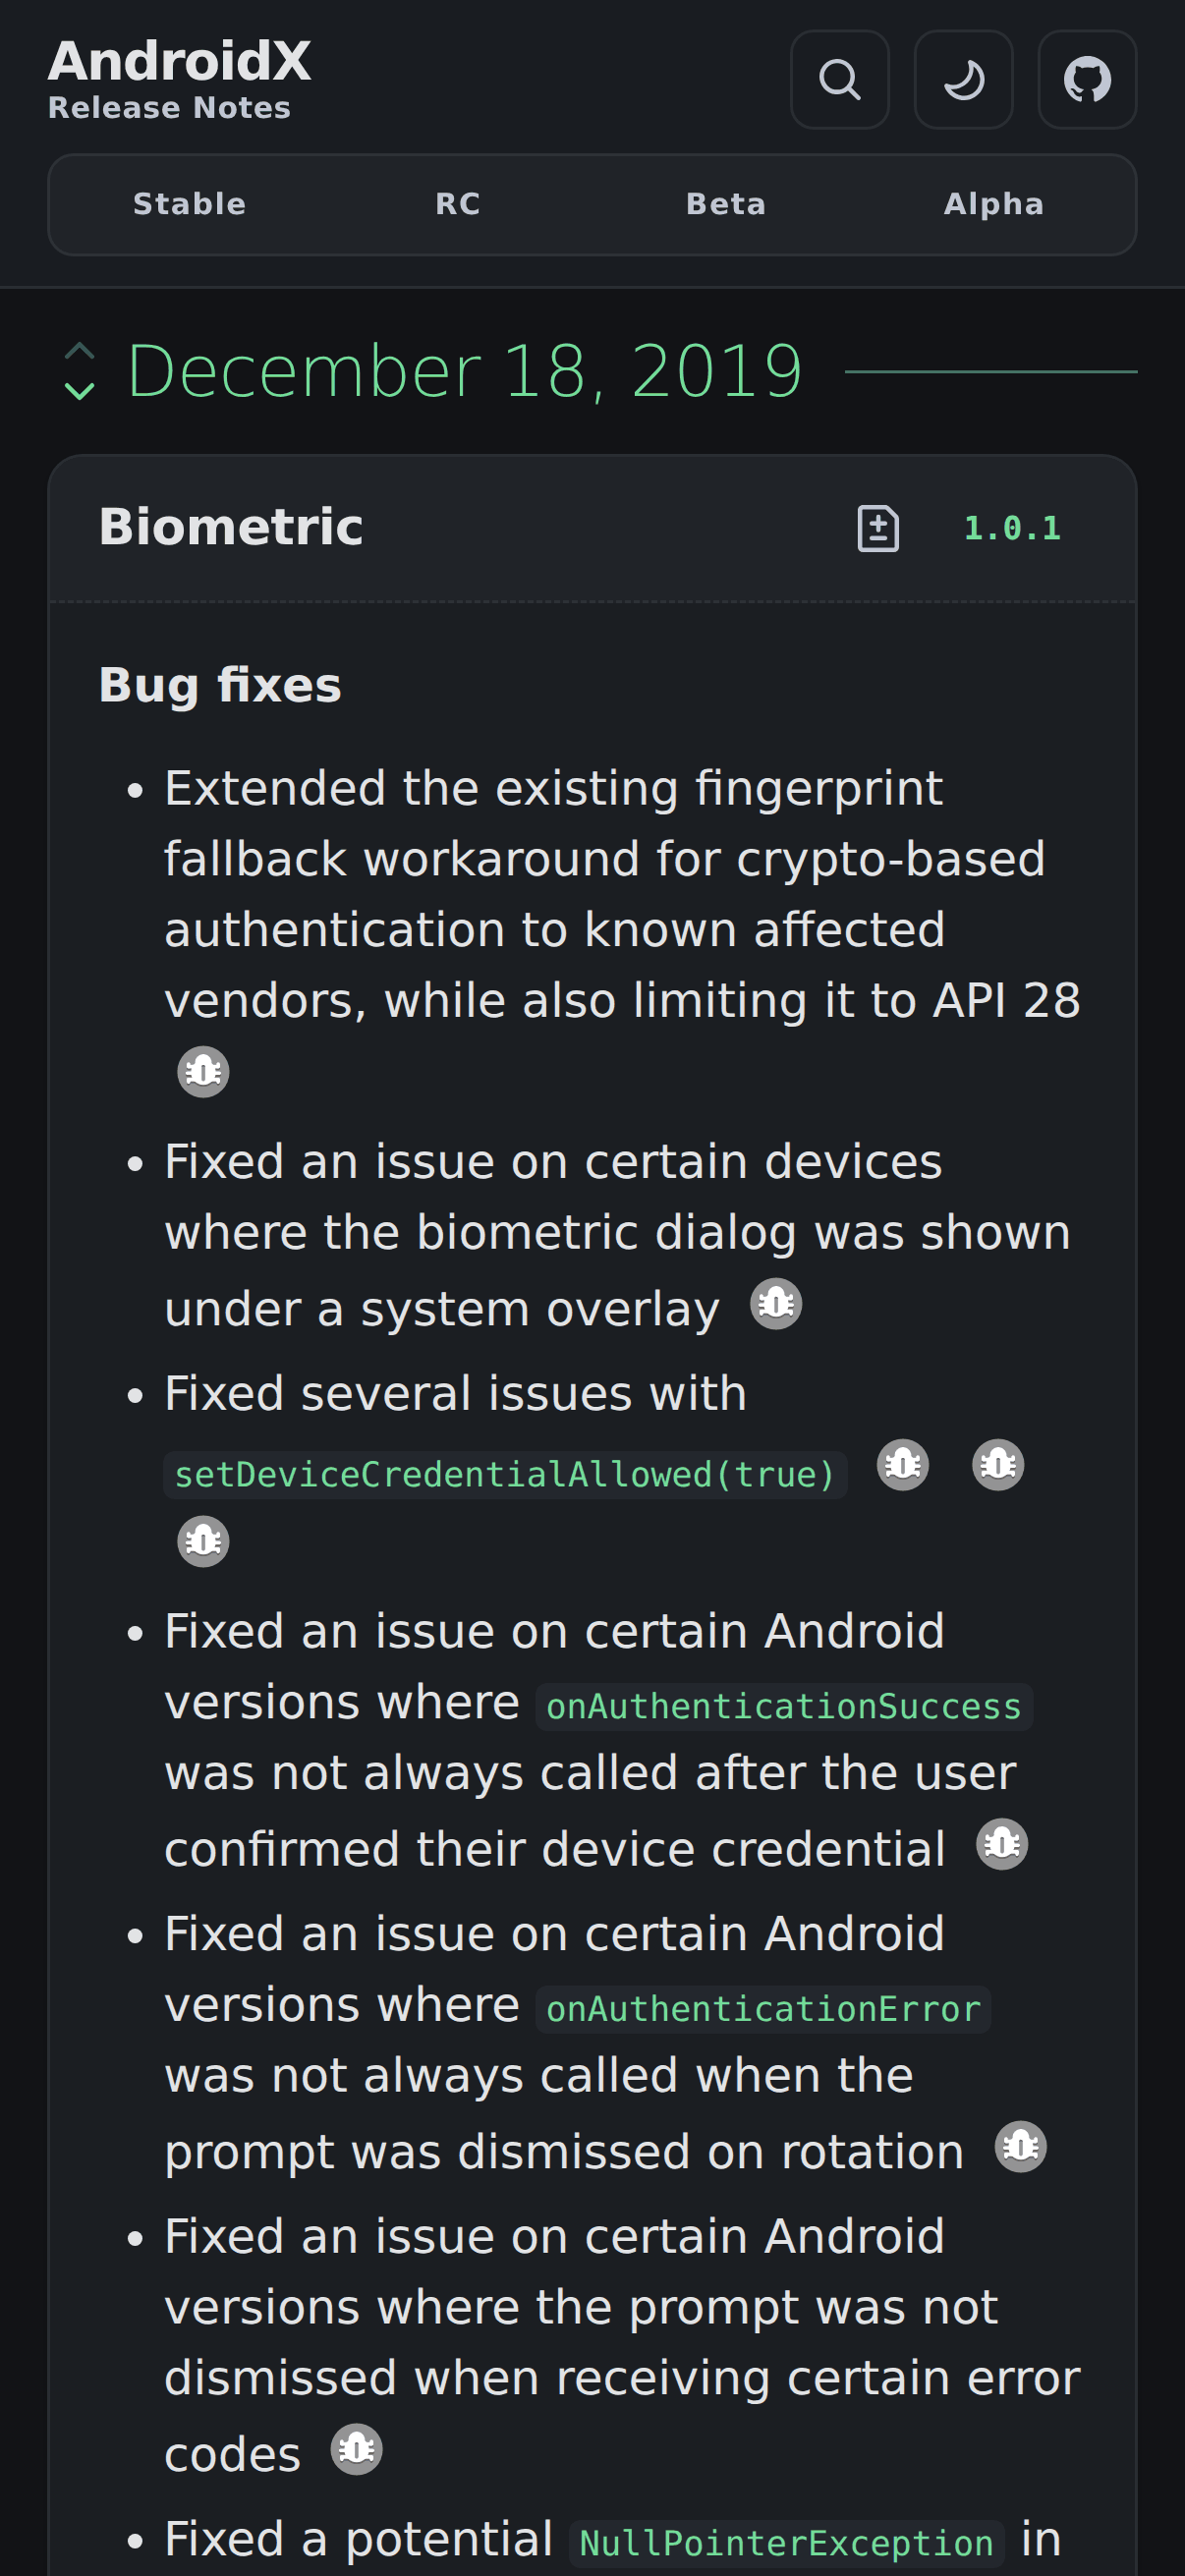 AndroidX
Release Notes
Stable RC Beta Alpha
December 18, 2019
Biometric 1.0.1
Bug fixes
• Extended the existing fingerprint
fallback workaround for crypto-based
authentication to known affected
vendors, while also limiting it to API 28
• Fixed an issue on certain devices
where the biometric dialog was shown
under a system overlay
• Fixed several issues with
setDeviceCredentialAllowed(true)
• Fixed an issue on certain Android
versions where onAuthenticationSuccess
was not always called after the user
confirmed their device credential
• Fixed an issue on certain Android
versions where onAuthenticationError
was not always called when the
prompt was dismissed on rotation
• Fixed an issue on certain Android
versions where the prompt was not
dismissed when receiving certain error
codes
• Fixed a potential NullPointerException in